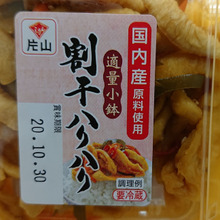 片山
国内産
原料使用
適量小鉢
割干ハリハリ
賞味期限
20.10.30
調理例
要冷蔵